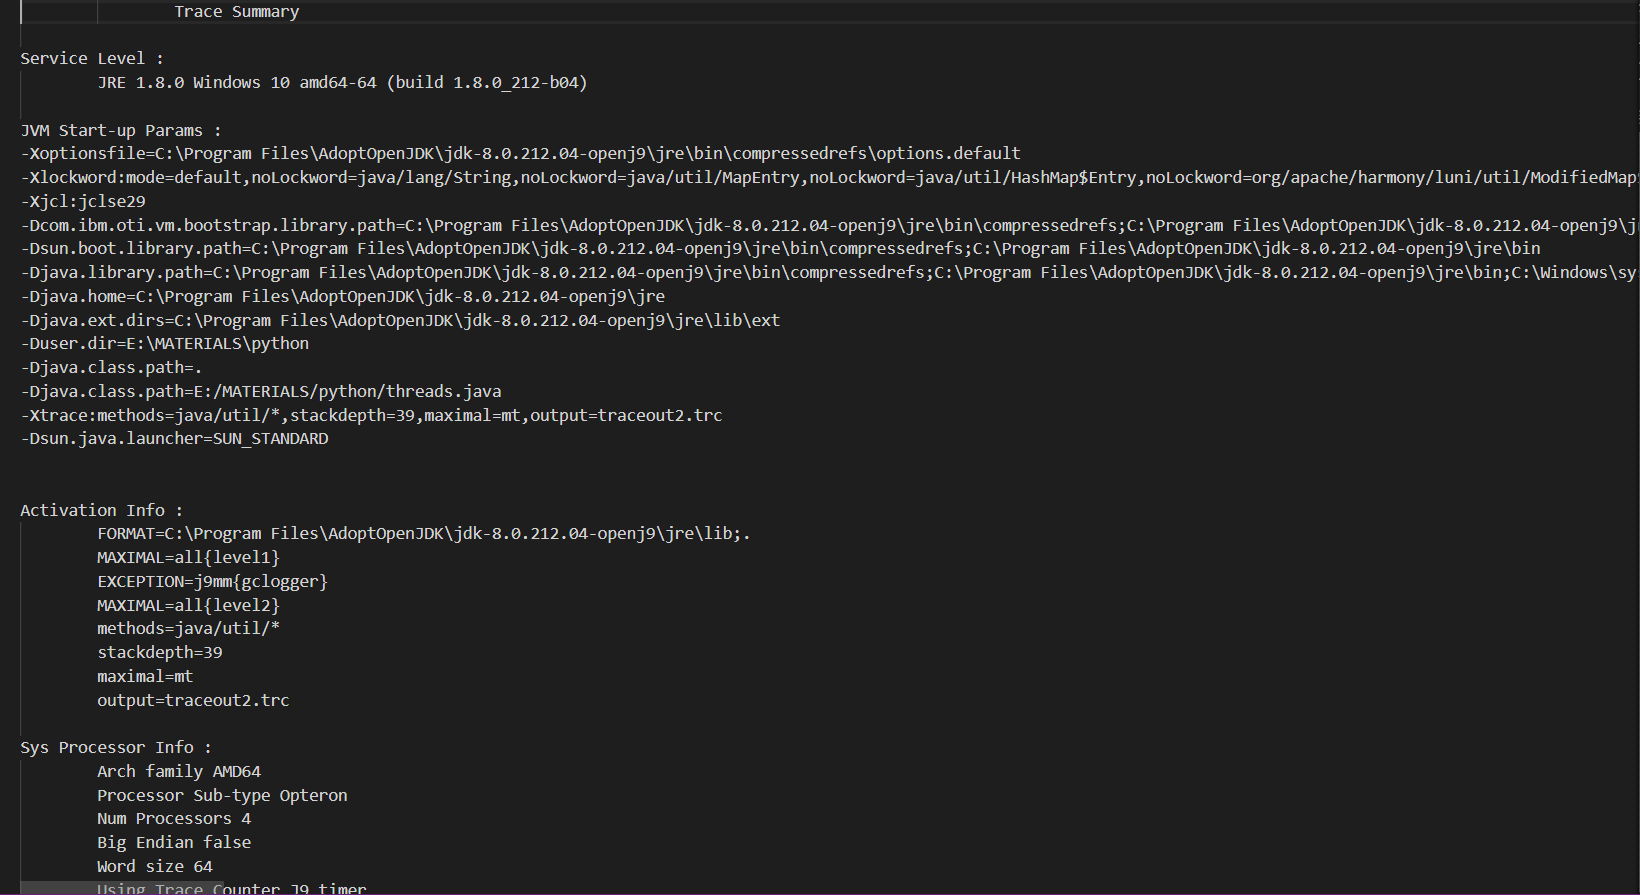 Trace Summary
Service Level :
JRE 1.8.0 Windows 10 amd64-64 (build 1.8.0_212-b04)
JVM Start-up Params :
-Xoptionsfile=C:\Program Files\AdoptOpenJDK\jdk-8.0.212.04-openj9\jre\bin\compressedrefs\options.default
-Xlockword:mode=default,noLockword=java/lang/String,noLockword=java/util/MapEntry,noLockword=java/util/HashMap$Entry,noLockword=org/apache/harmony/luni/util/ModifiedMap
-Xjcl:jclse29
-Dcom.ibm.oti.vm.bootstrap.library.path=C:\Program Files\AdoptOpenJDK\jdk-8.0.212.04-openj9\jre\bin\compressedrefs;C:\Program Files\AdoptOpenJDK\jdk-8.0.212.04-openj9\j
-Dsun.boot.library.path=C:\Program Files\AdoptOpenJDK\jdk-8.0.212.04-openj9\jre\bin\compressedrefs;C:\Program Files\AdoptOpenJDK\jdk-8.0.212.04-openj9\jre\bin
-Djava.library.path=C:\Program Files\AdoptOpenJDK\jdk-8.0.212.04-openj9\jre\bin\compressedrefs;C:\Program Files\AdoptOpenJDK\jdk-8.0.212.04-openj9\jre\bin;C:\Windows\sy
-Djava.home=C:\Program Files\AdoptOpenJDK\jdk-8.0.212.04-openj9\jre
-Djava.ext.dirs=C:\Program Files\AdoptOpenJDK\jdk-8.0.212.04-openj9\jre\lib\ext
-Duser.dir=E:\MATERIALS\python
-Djava.class.path=.
-Djava.class.path=E:/MATERIALS/python/threads.java
-Xtrace:methods=java/util/*,stackdepth=39,maximal=mt,output=traceout2.trc
-Dsun.java.launcher=SUN_STANDARD
Activation Info :
FORMAT=C:\Program Files\AdoptOpenJDK\jdk-8.0.212.04-openj9\jre\lib;.
MAXIMAL=all{level1}
EXCEPTION=j9mm{gclogger}
MAXIMAL=all{level2}
methods=java/util/*
stackdepth=39
maximal=mt
output=traceout2.trc
Sys Processor Info :
Arch family AMD64
Processor Sub-type Opteron
Num Processors 4
Big Endian false
Word size 64
Using Trace Counter J9 timer